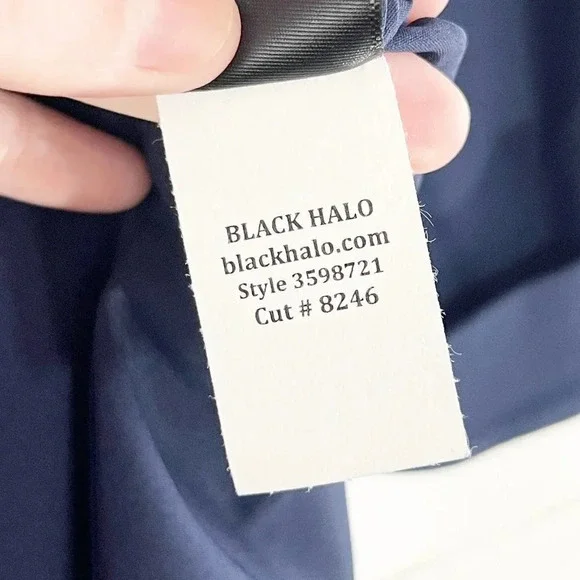 BLACK HALO
blackhalo.com
Style 3598721
Cut # 8246